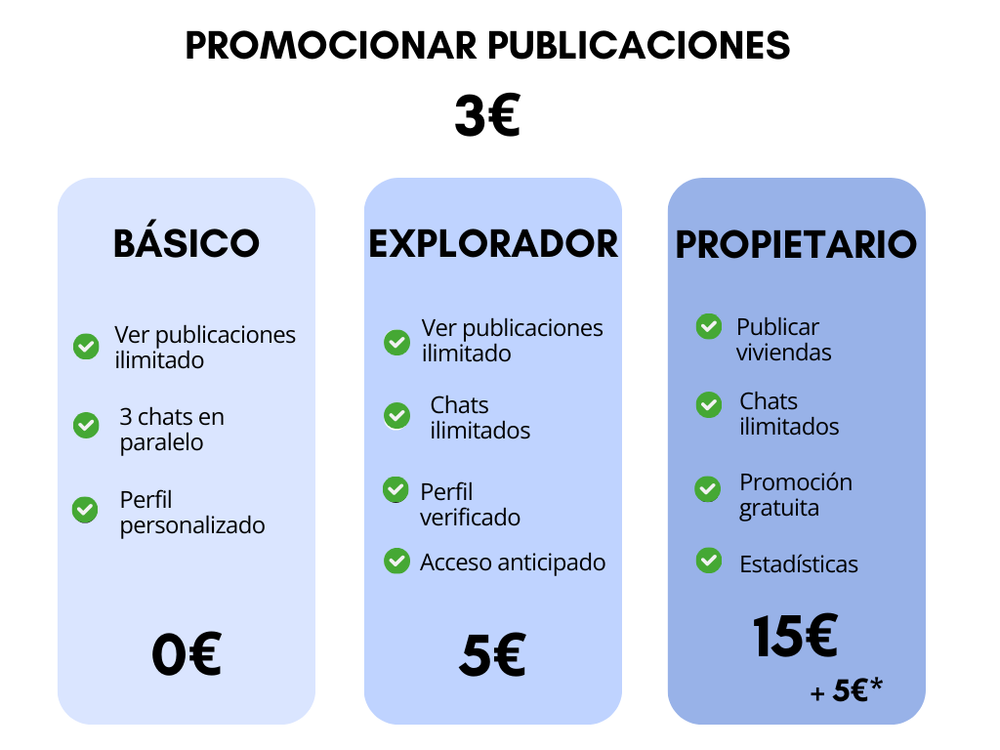 PROMOCIONAR PUBLICACIONES
3€
BÁSICO
Ver publicaciones
ilimitado
3 chats en
paralelo
Perfil
personalizado
0€
EXPLORADOR
Ver publicaciones
ilimitado
Chats
ilimitados
Perfil
verificado
Acceso anticipado
5€
PROPIETARIO
Publicar
viviendas
Chats
ilimitados
Promoción
gratuita
Estadísticas
15€
+ 5€*